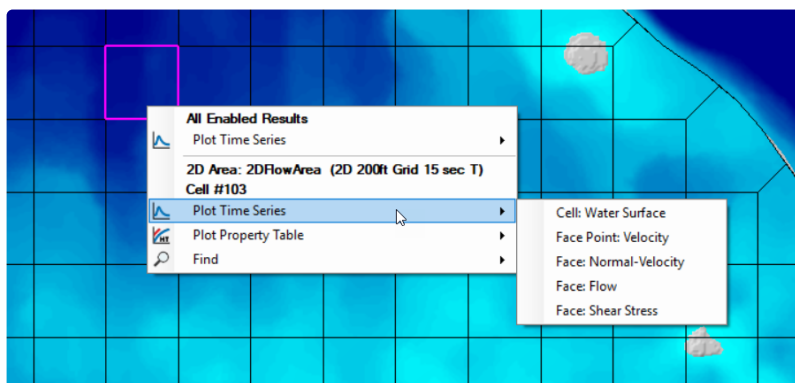 All Enabled Results
Plot Time Series
2D Area: 2DFlowArea (2D 200ft Grid 15 sec T)
Cell #103
Plot Time Series
Plot Property Table
HT
Find
Cell: Water Surface
Face Point: Velocity
Face: Normal-Velocity
Face: Flow
Face: Shear Stress